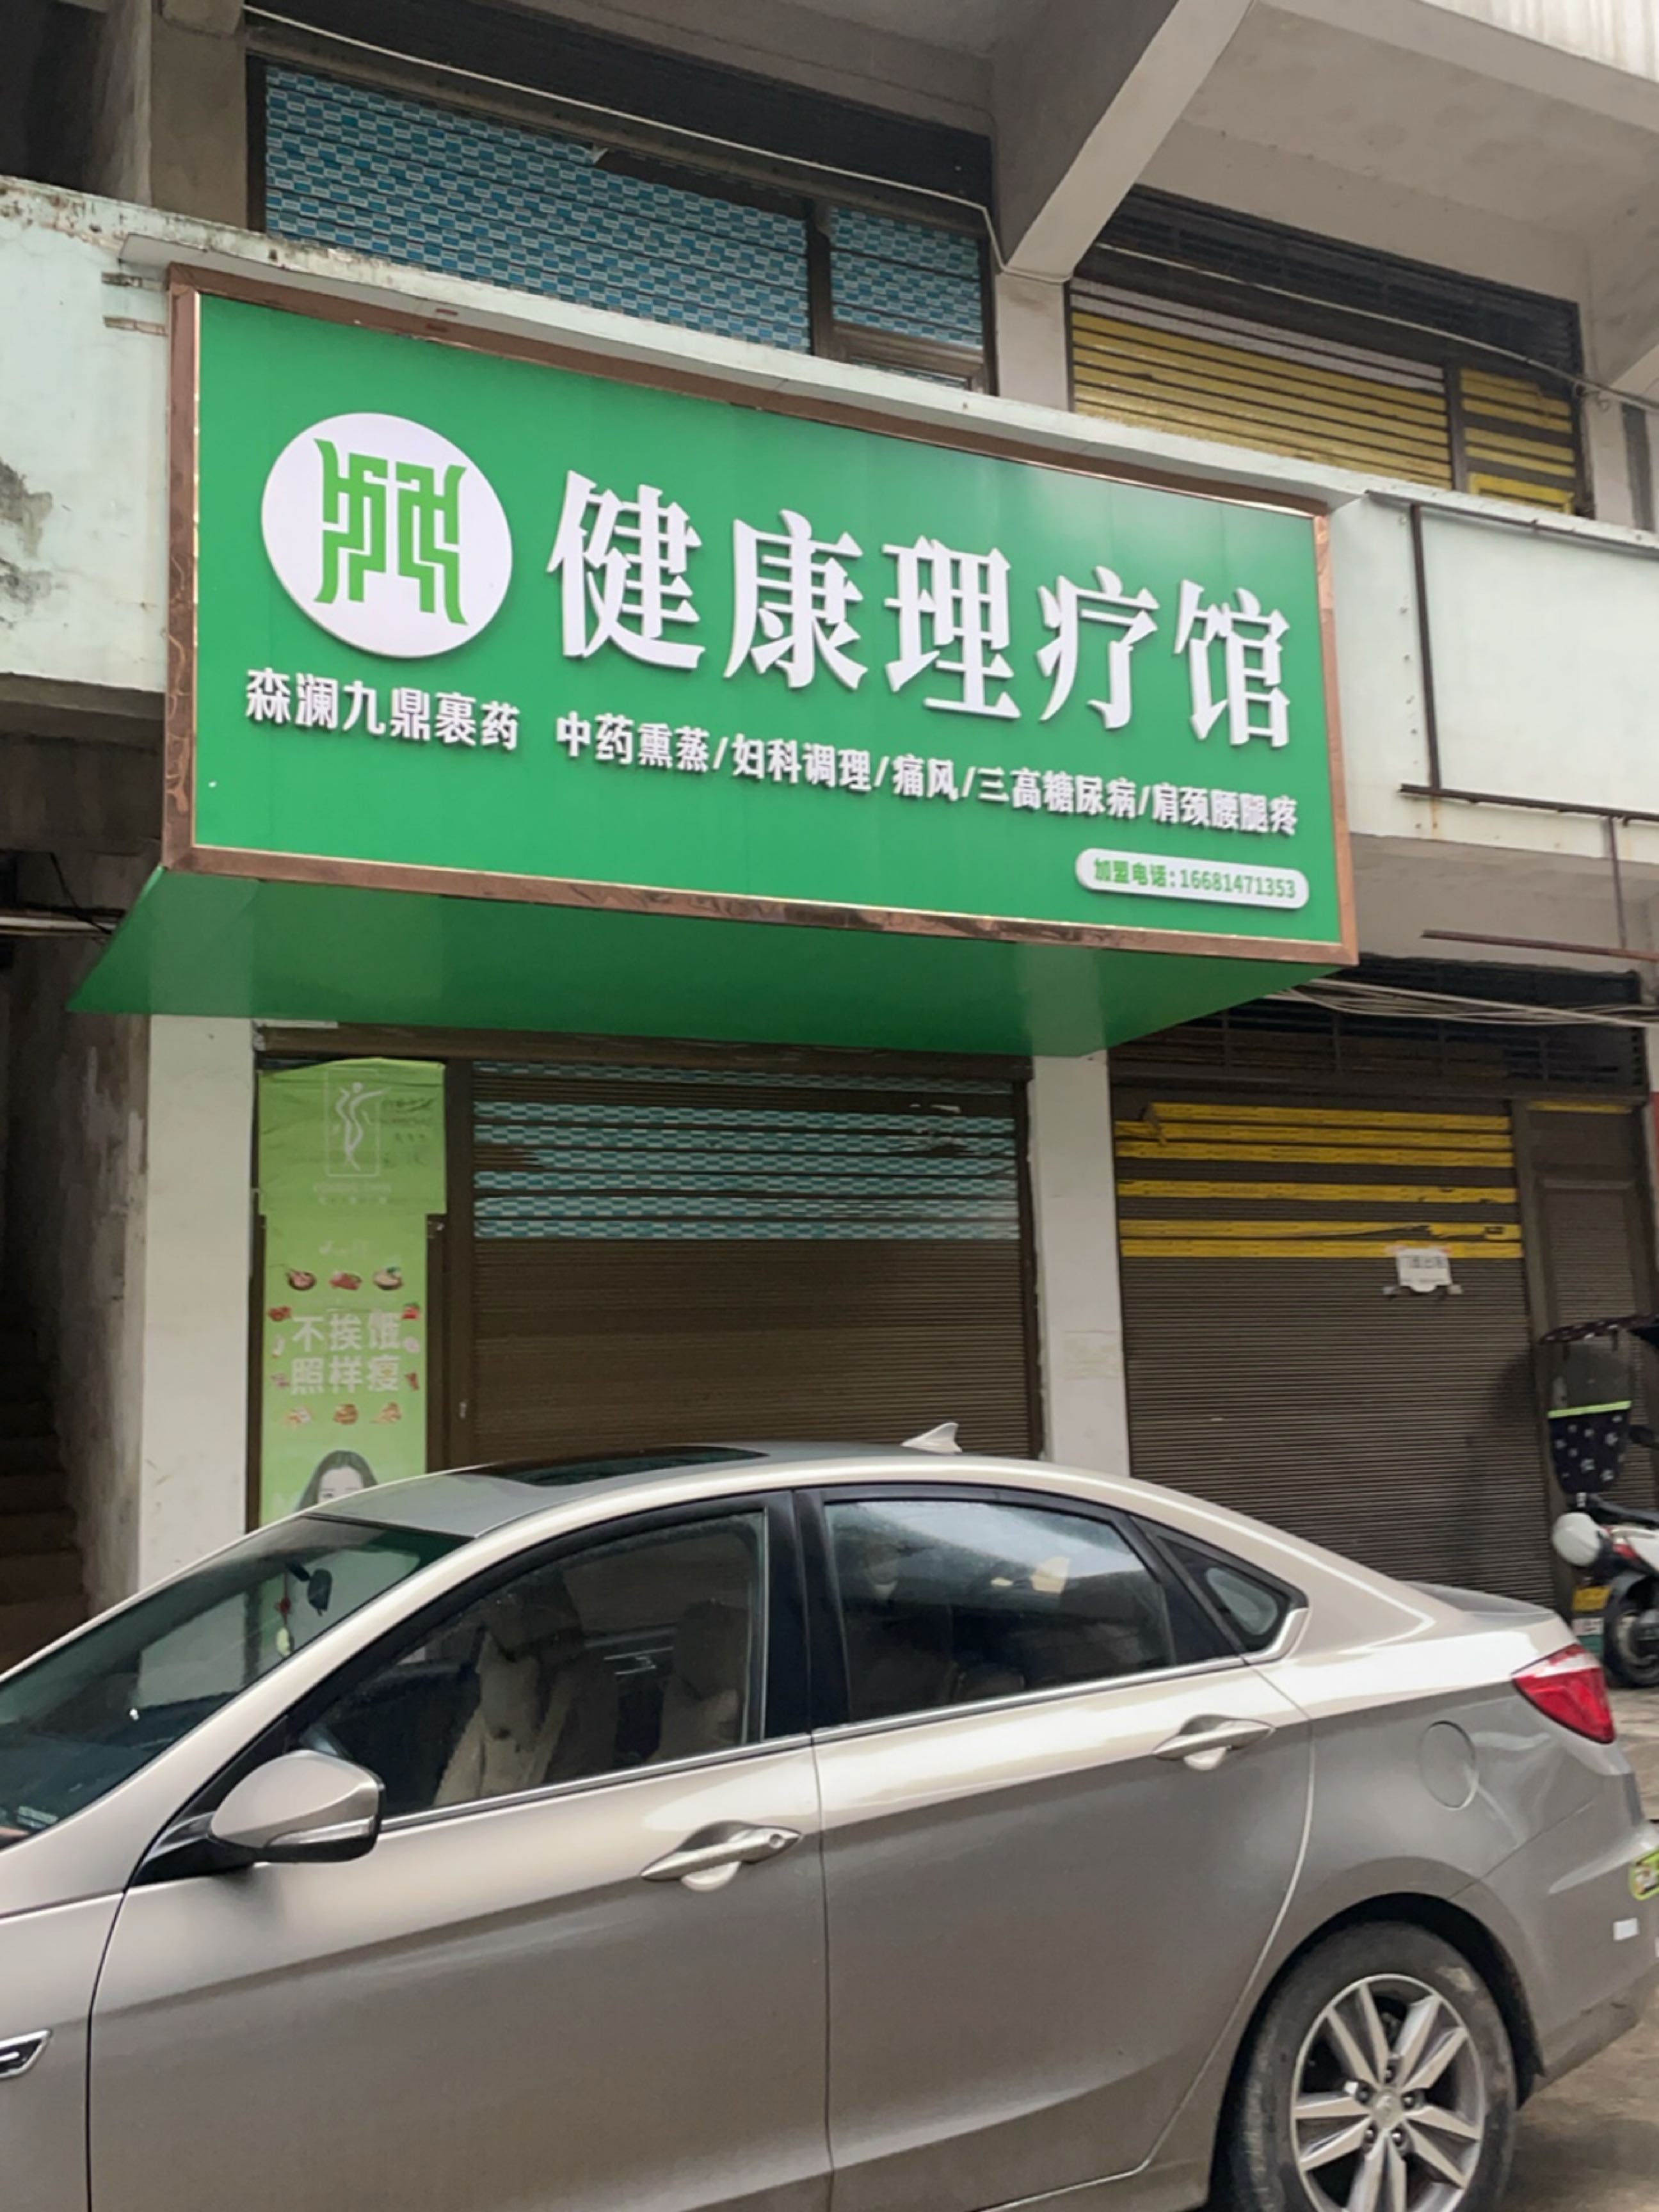 健康理疗馆
森澜九鼎裹药 中药熏蒸/妇科调理/痛风/三高糖尿病/肩颈腰腿疼
加盟电话:16681471353
不挨饿
照样瘦